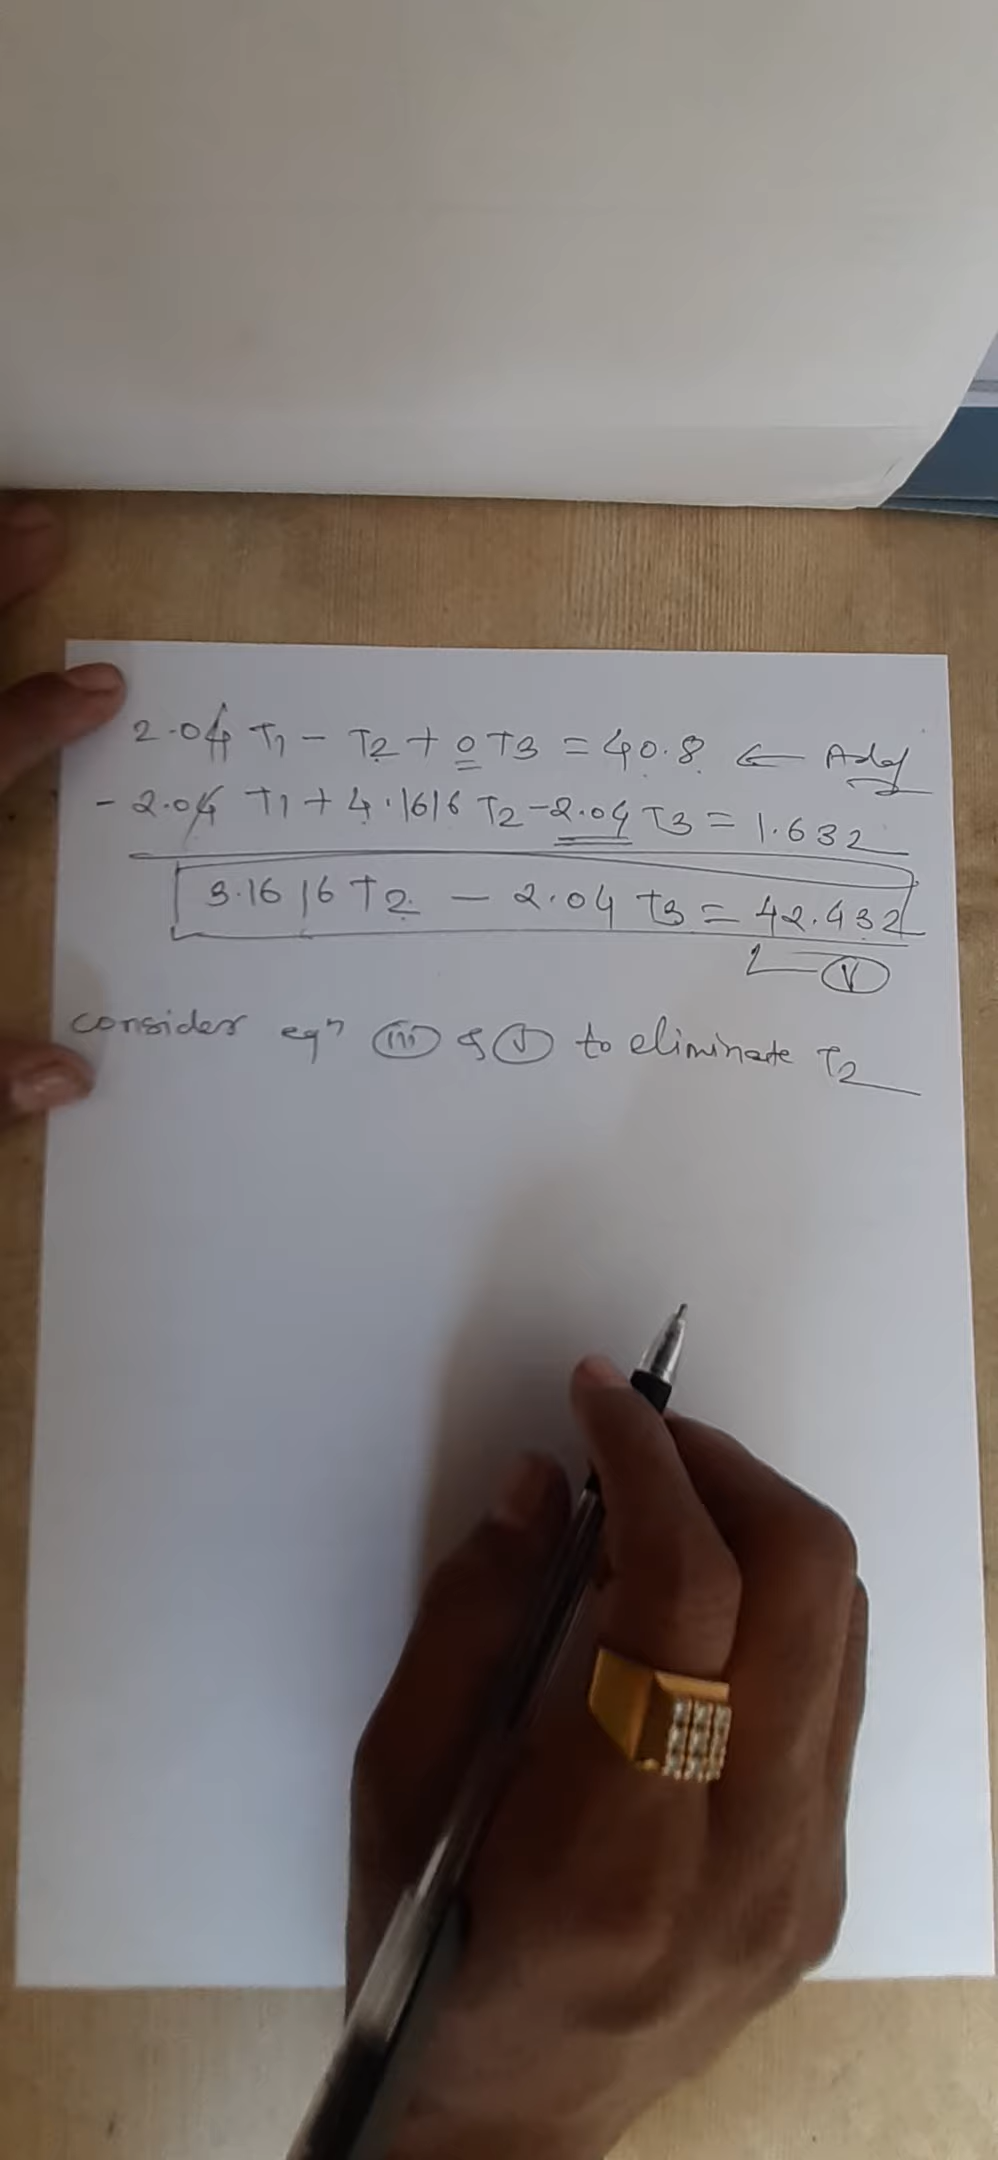 2.04 T1 - T2 + 0 T3 = 40.8 ← Add
- 2.04 T1 + 4.1616 T2 - 2.04 T3 = 1.632
3.1616 T2 - 2.04 T3 = 42.432
V
consider eqn (iii) & (V) to eliminate T2